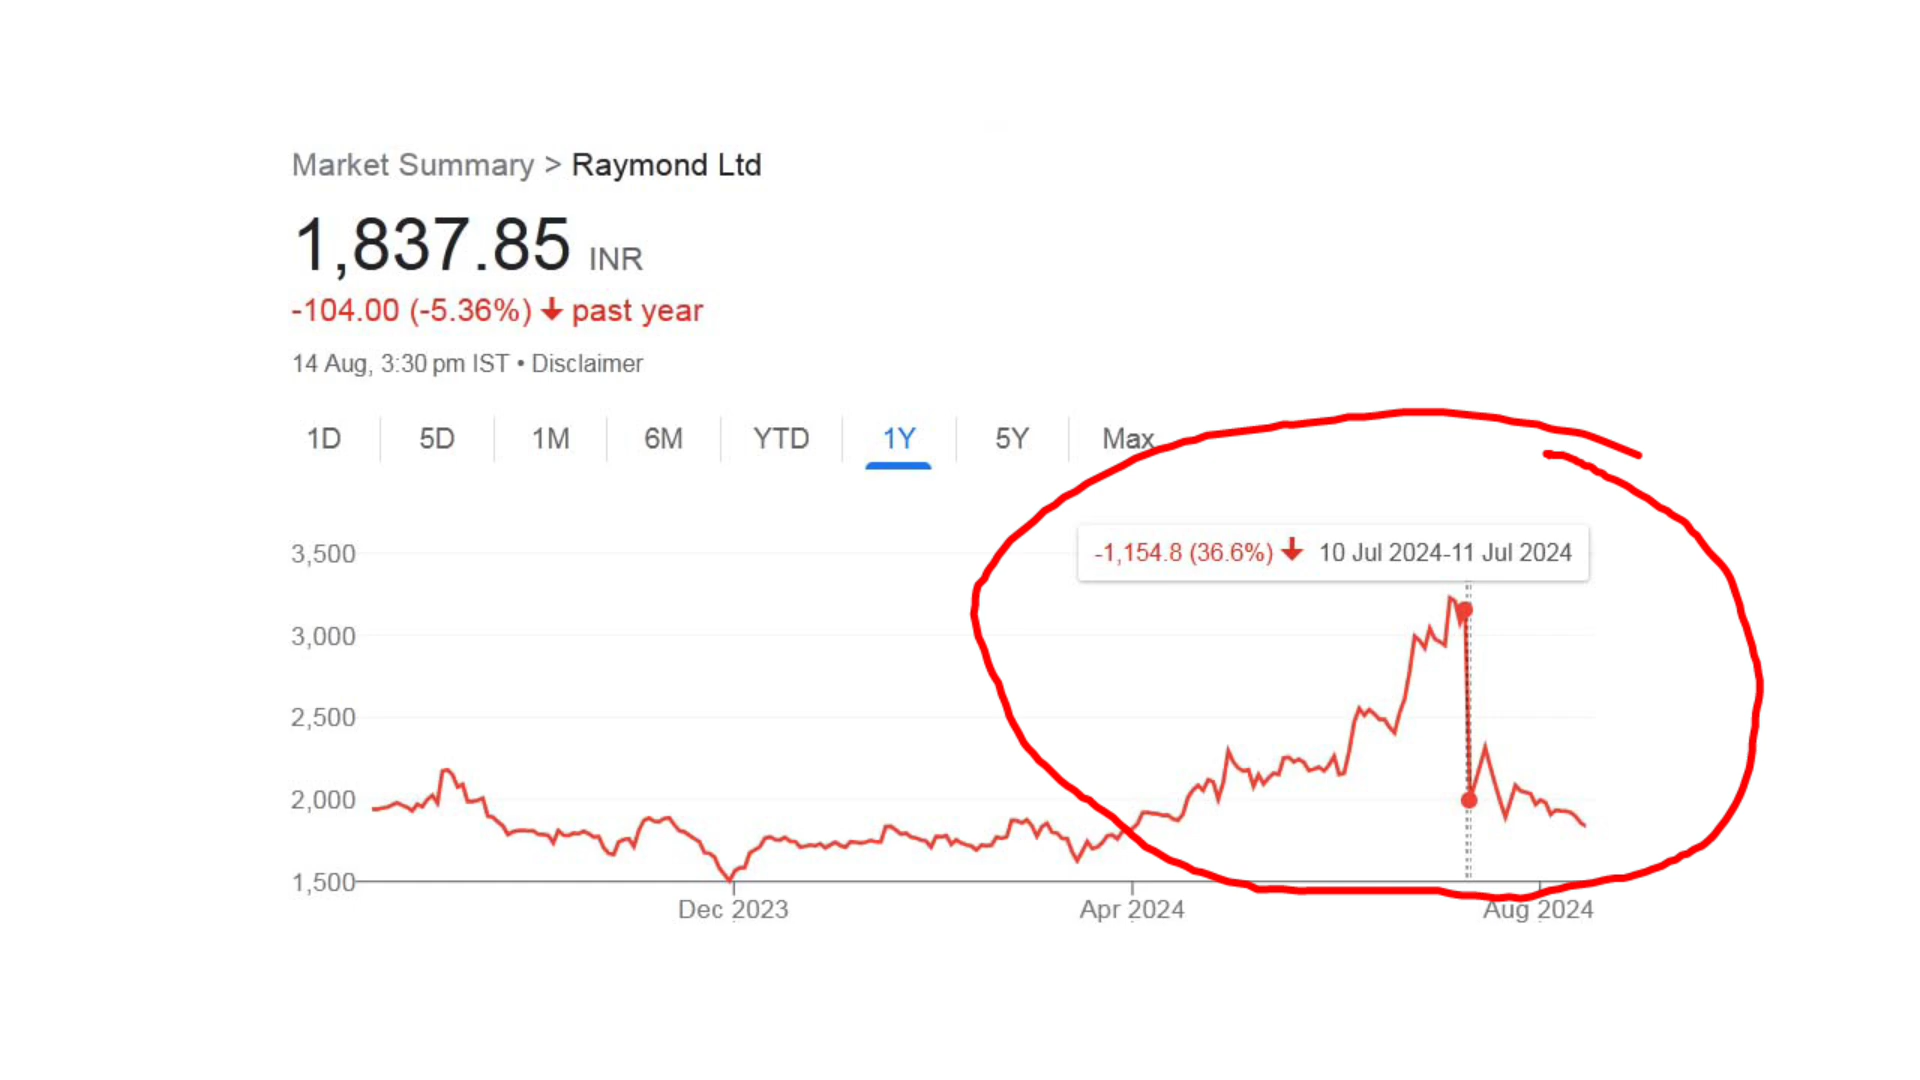 Market Summary > Raymond Ltd
1,837.85 INR
-104.00 (-5.36%) ↓ past year
14 Aug, 3:30 pm IST • Disclaimer
1D 5D 1M 6M YTD 1Y 5Y Max
-1,154.8 (36.6%) ↓ 10 Jul 2024-11 Jul 2024
3,500
3,000
2,500
2,000
1,500
Dec 2023 Apr 2024 Aug 2024